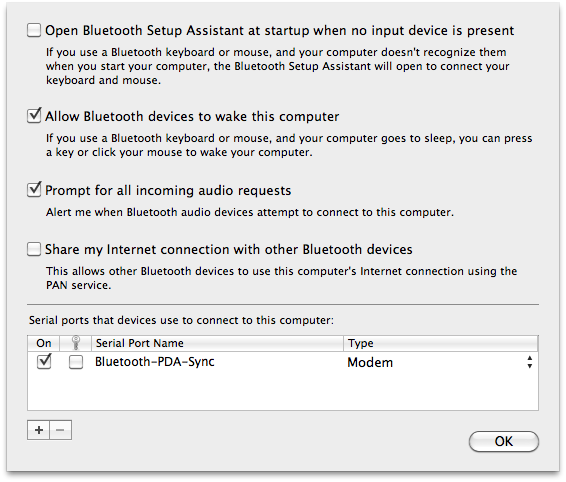 Open Bluetooth Setup Assistant at startup when no input device is present
If you use a Bluetooth keyboard or mouse, and your computer doesn't recognize them
when you start your computer, the Bluetooth Setup Assistant will open to connect your
keyboard and mouse.
Allow Bluetooth devices to wake this computer
If you use a Bluetooth keyboard or mouse, and your computer goes to sleep, you can press
a key or click your mouse to wake your computer.
Prompt for all incoming audio requests
Alert me when Bluetooth audio devices attempt to connect to this computer.
Share my Internet connection with other Bluetooth devices
This allows other Bluetooth devices to use this computer's Internet connection using the
PAN service.
Serial ports that devices use to connect to this computer:
On Serial Port Name Type
Bluetooth-PDA-Sync Modem
+ −
OK